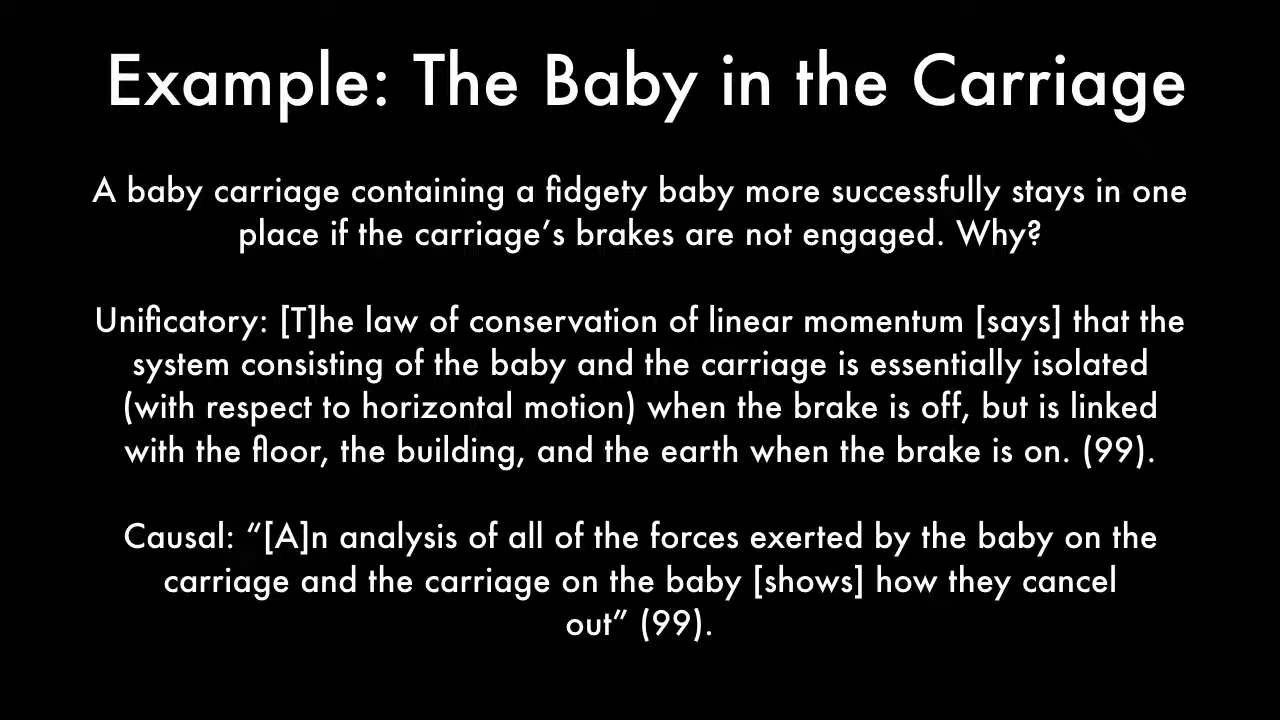 Example: The Baby in the Carriage
A baby carriage containing a fidgety baby more successfully stays in one
place if the carriage’s brakes are not engaged. Why?
Unificatory: [T]he law of conservation of linear momentum [says] that the
system consisting of the baby and the carriage is essentially isolated
(with respect to horizontal motion) when the brake is off, but is linked
with the floor, the building, and the earth when the brake is on. (99).
Causal: “[A]n analysis of all of the forces exerted by the baby on the
carriage and the carriage on the baby [shows] how they cancel
out” (99).